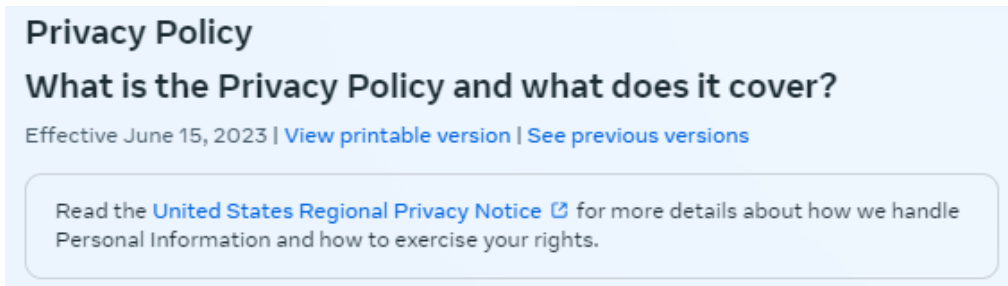 Privacy Policy
What is the Privacy Policy and what does it cover?
Effective June 15, 2023 | View printable version | See previous versions
Read the United States Regional Privacy Notice for more details about how we handle
Personal Information and how to exercise your rights.